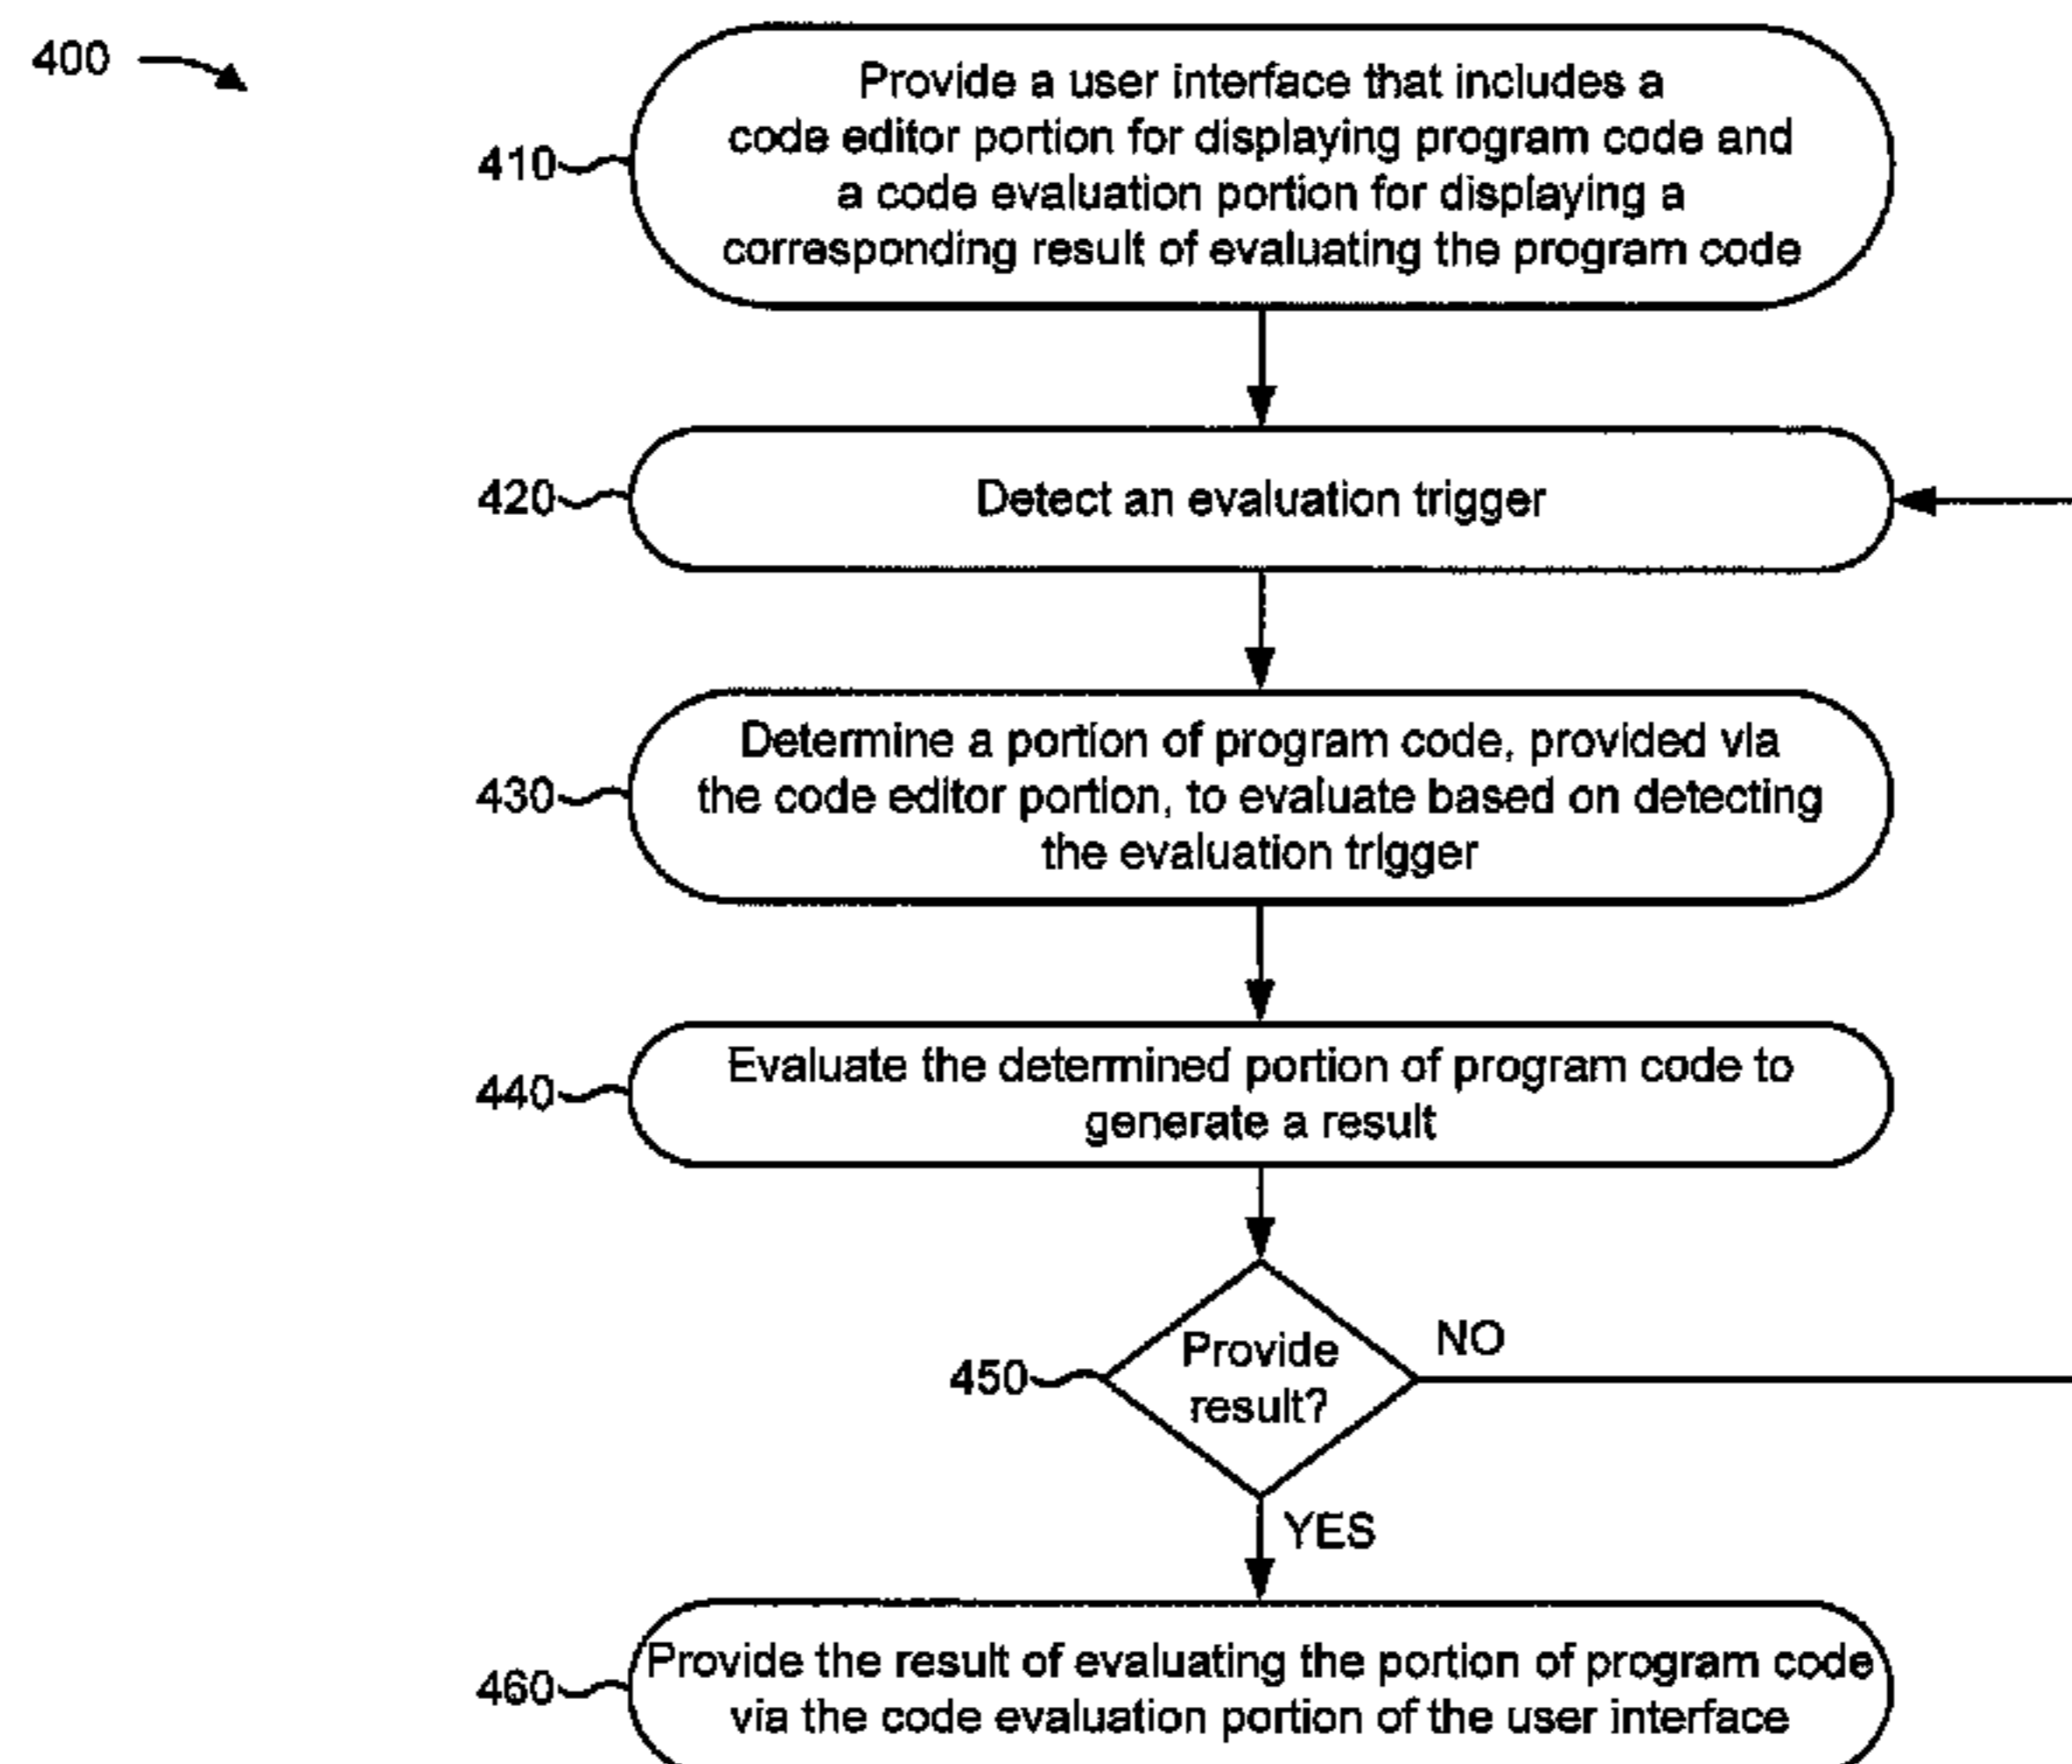 400
Provide a user interface that includes a
code editor portion for displaying program code and
a code evaluation portion for displaying a
corresponding result of evaluating the program code
410
Detect an evaluation trigger
420
Determine a portion of program code, provided via
the code editor portion, to evaluate based on detecting
the evaluation trigger
430
Evaluate the determined portion of program code to
generate a result
440
Provide
result?
450
NO
YES
Provide the result of evaluating the portion of program code
via the code evaluation portion of the user interface
460